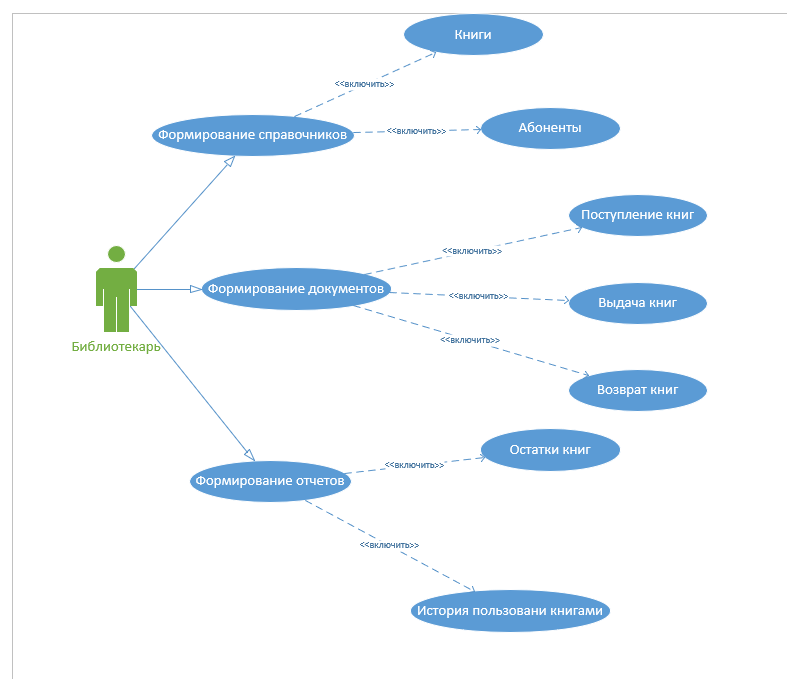 Книги
<<включить>>
Формирование справочников
<<включить>>
Абоненты
Поступление книг
<<включить>>
Формирование документов
<<включить>>
Выдача книг
<<включить>>
Библиотекарь
Возврат книг
Остатки книг
<<включить>>
Формирование отчетов
<<включить>>
История пользовани книгами